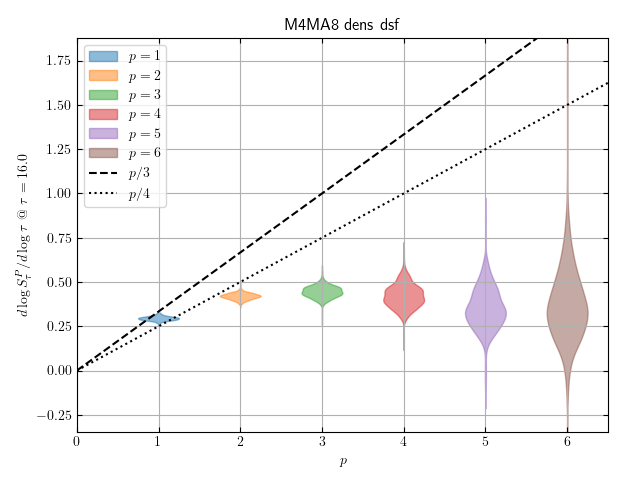 M4MA8 dens dsf
1.75
1.50
1.25
1.00
0.75
0.50
0.25
0.00
−0.25
d log S_τ^P / d log τ @ τ = 16.0
p = 1
p = 2
p = 3
p = 4
p = 5
p = 6
p/3
p/4
0 1 2 3 4 5 6
p